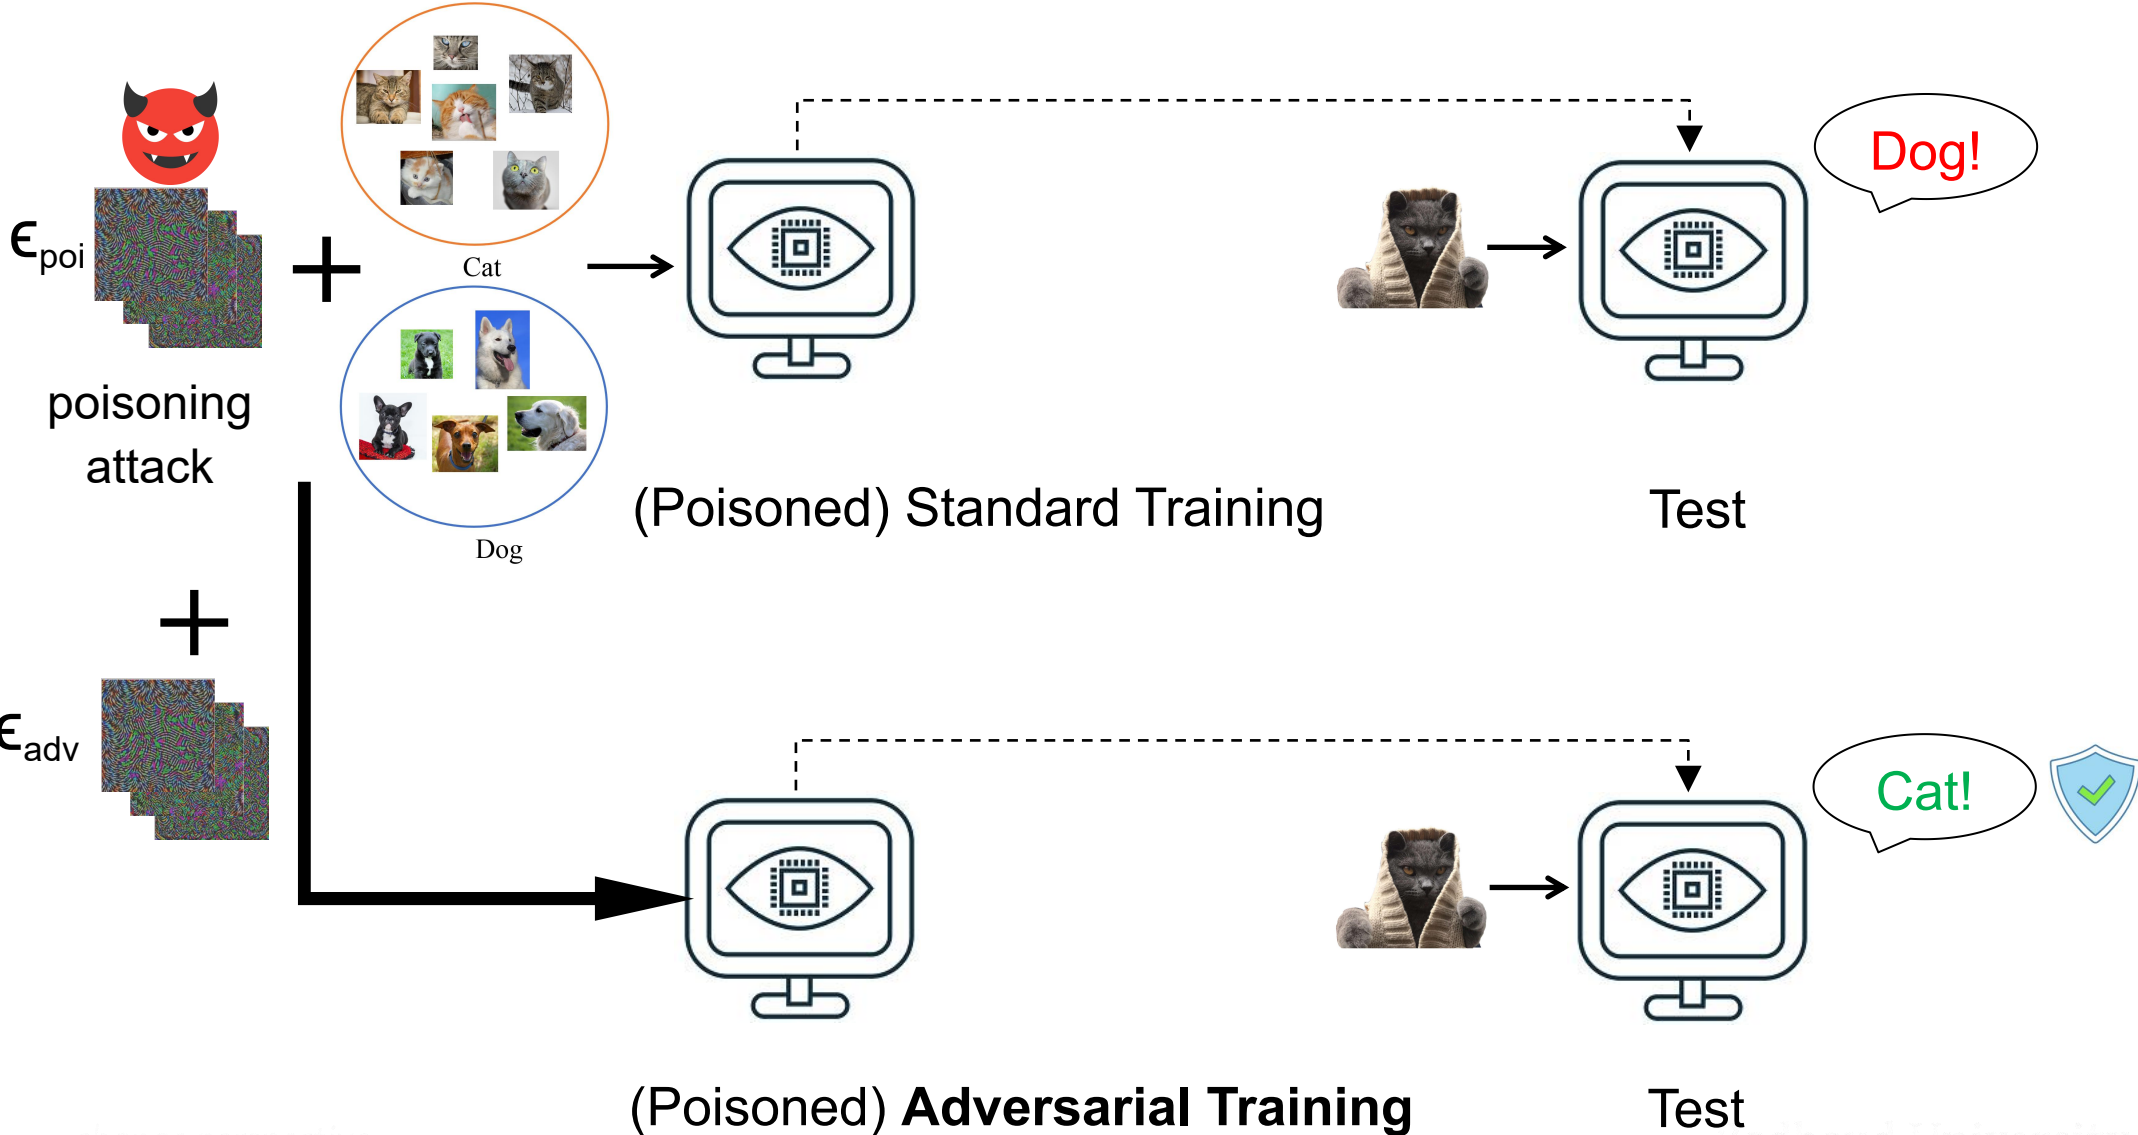 ϵpoi
poisoning
attack
Cat
Dog
(Poisoned) Standard Training
Test
Dog!
ϵadv
Cat!
(Poisoned) Adversarial Training
Test